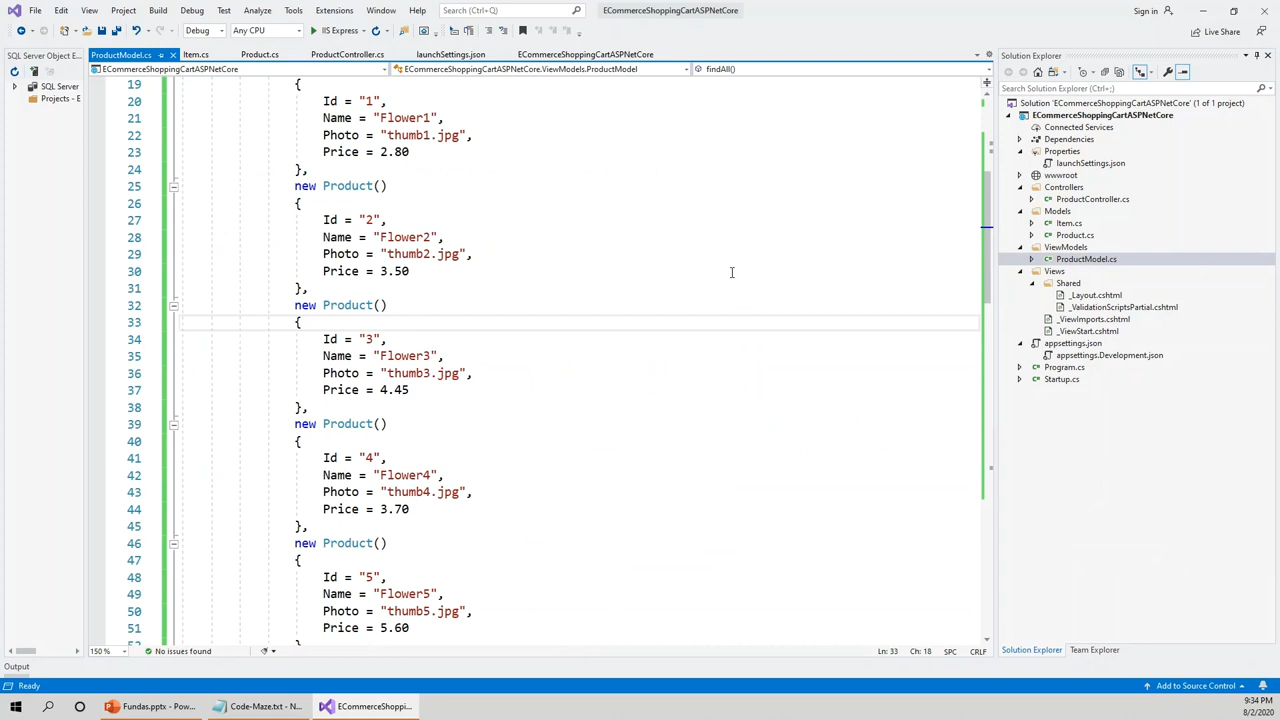 File Edit View Project Build Debug Test Analyze Tools Extensions Window Help Search (Ctrl+Q) ECommerceShoppingCartASPNetCore Sign in
Debug Any CPU IIS Express Live Share
SQL Server Object E... ProductModel.cs Item.cs Product.cs ProductController.cs launchSettings.json ECommerceShoppingCartASPNetCore Solution Explorer
ECommerceShoppingCartASPNetCore ECommerceShoppingCartASPNetCore.ViewModels.ProductModel findAll()
SQL Server
Projects - E
19 {
20 Id = "1",
21 Name = "Flower1",
22 Photo = "thumb1.jpg",
23 Price = 2.80
24 },
25 new Product()
26 {
27 Id = "2",
28 Name = "Flower2",
29 Photo = "thumb2.jpg",
30 Price = 3.50
31 },
32 new Product()
33 {
34 Id = "3",
35 Name = "Flower3",
36 Photo = "thumb3.jpg",
37 Price = 4.45
38 },
39 new Product()
40 {
41 Id = "4",
42 Name = "Flower4",
43 Photo = "thumb4.jpg",
44 Price = 3.70
45 },
46 new Product()
47 {
48 Id = "5",
49 Name = "Flower5",
50 Photo = "thumb5.jpg",
51 Price = 5.60
150 % No issues found Ln: 33 Ch: 18 SPC CRLF
Search Solution Explorer (Ctrl+;)
Solution 'ECommerceShoppingCartASPNetCore' (1 of 1 project)
ECommerceShoppingCartASPNetCore
Connected Services
Dependencies
Properties
launchSettings.json
wwwroot
Controllers
ProductController.cs
Models
Item.cs
Product.cs
ViewModels
ProductModel.cs
Views
Shared
_Layout.cshtml
_ValidationScriptsPartial.cshtml
_ViewImports.cshtml
_ViewStart.cshtml
appsettings.json
appsettings.Development.json
Program.cs
Startup.cs
Solution Explorer Team Explorer
Output
Ready Add to Source Control
Fundas.pptx - Pow... Code-Maze.txt - N... ECommerceShoppi... 9:34 PM
8/2/2020